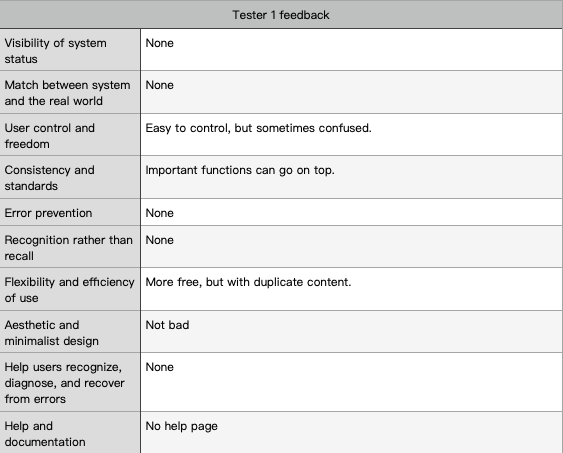 Tester 1 feedback
Visibility of system
status
None
Match between system
and the real world
None
User control and
freedom
Easy to control, but sometimes confused.
Consistency and
standards
Important functions can go on top.
Error prevention
None
Recognition rather than
recall
None
Flexibility and efficiency
of use
More free, but with duplicate content.
Aesthetic and
minimalist design
Not bad
Help users recognize,
diagnose, and recover
from errors
None
Help and
documentation
No help page